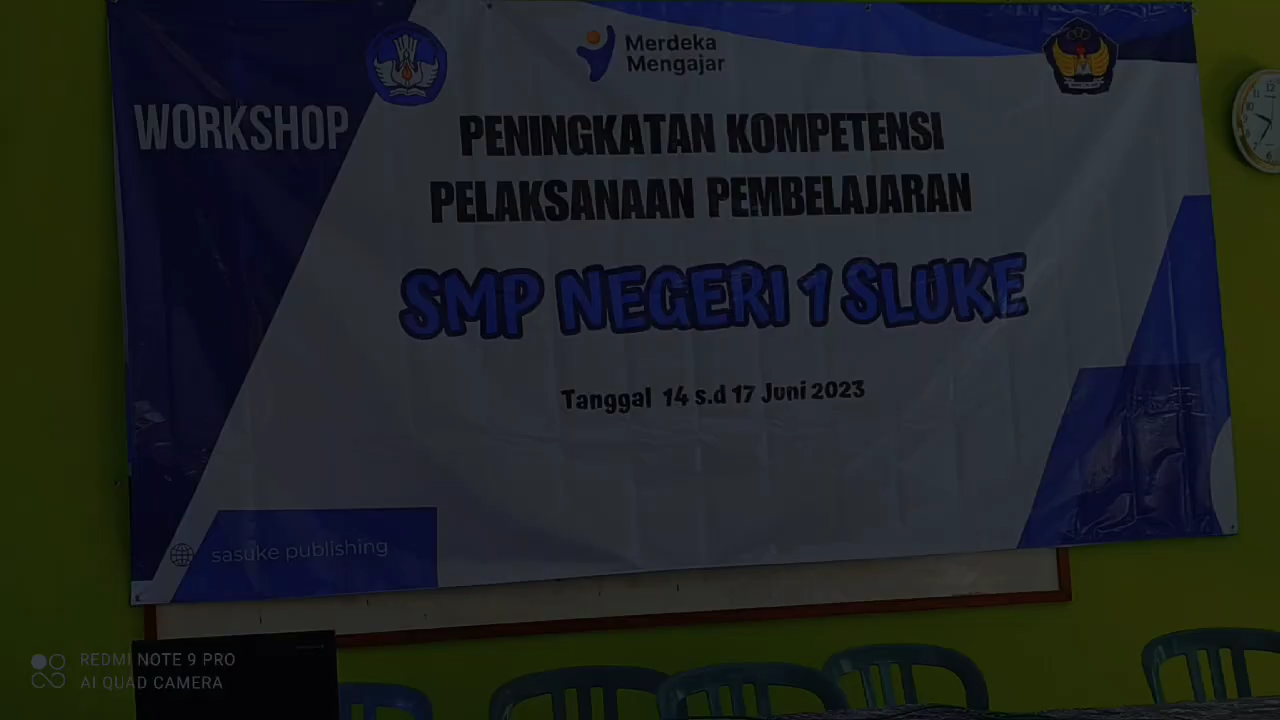 WORKSHOP
Merdeka
Mengajar
PENINGKATAN KOMPETENSI
PELAKSANAAN PEMBELAJARAN
SMP NEGERI 1 SLUKE
Tanggal 14 s.d 17 Juni 2023
sasuke publishing
REDMI NOTE 9 PRO
AI QUAD CAMERA